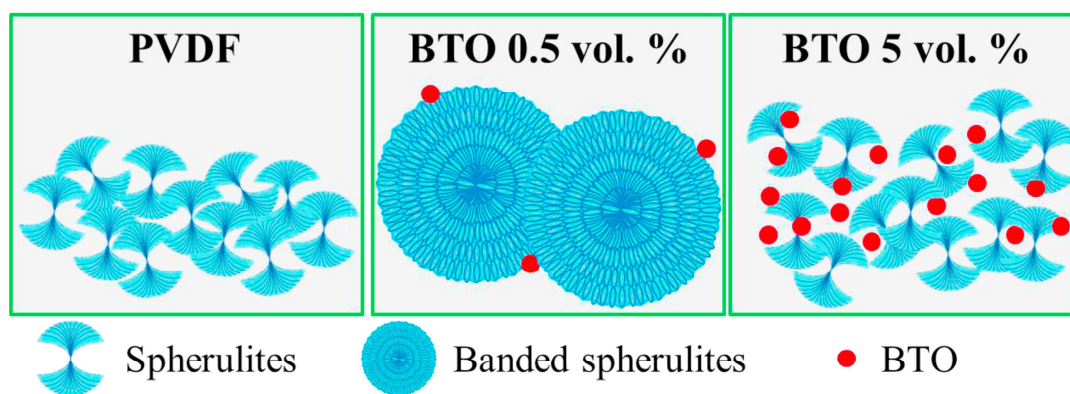 PVDF
BTO 0.5 vol. %
BTO 5 vol. %
Spherulites
Banded spherulites
BTO